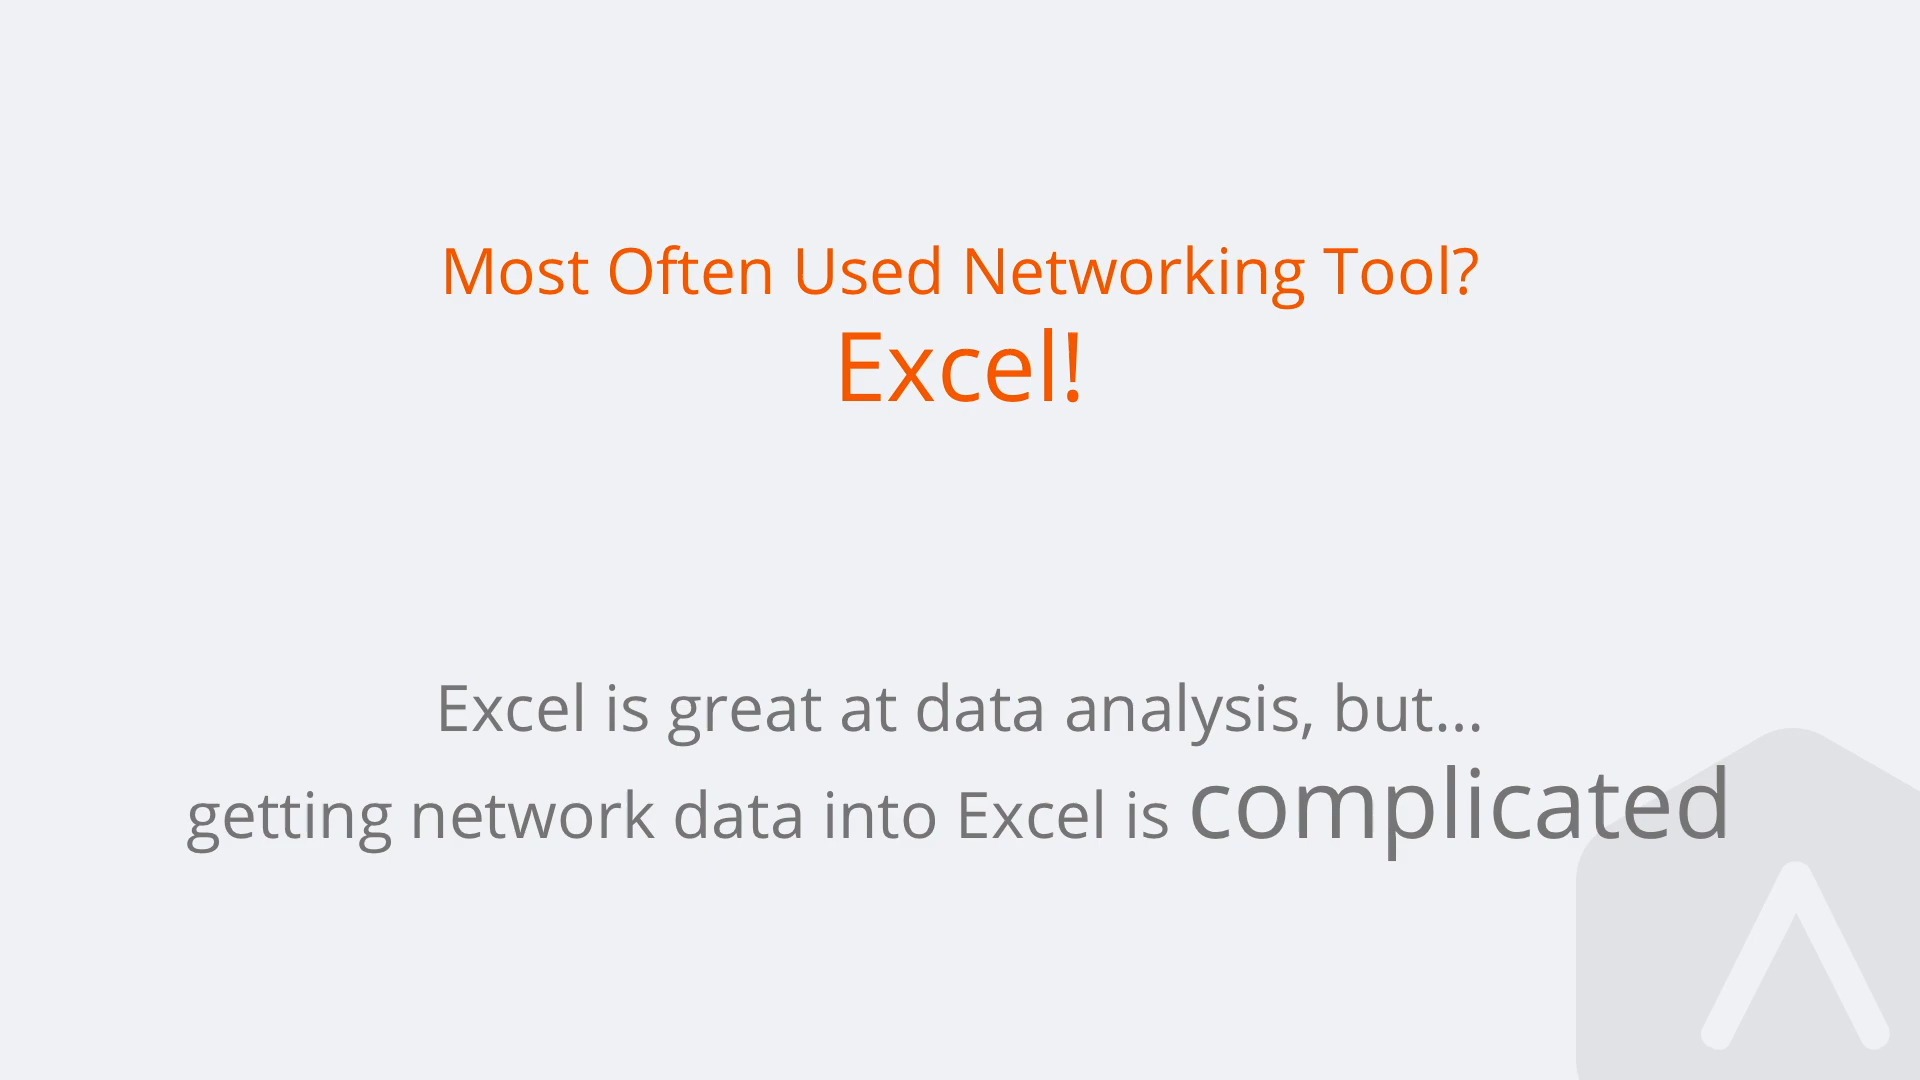 Most Often Used Networking Tool?
Excel!
Excel is great at data analysis, but...
getting network data into Excel is complicated